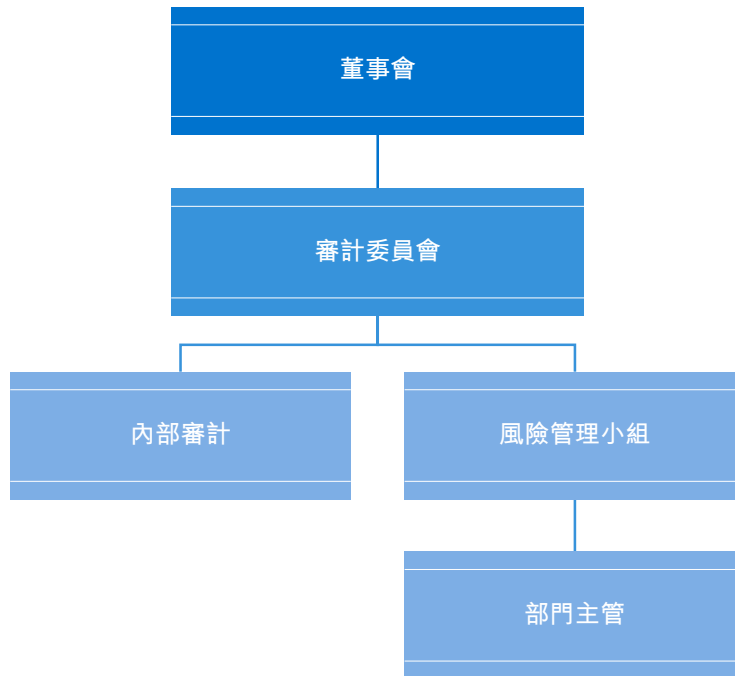 董事會
審計委員會
內部審計
風險管理小組
部門主管